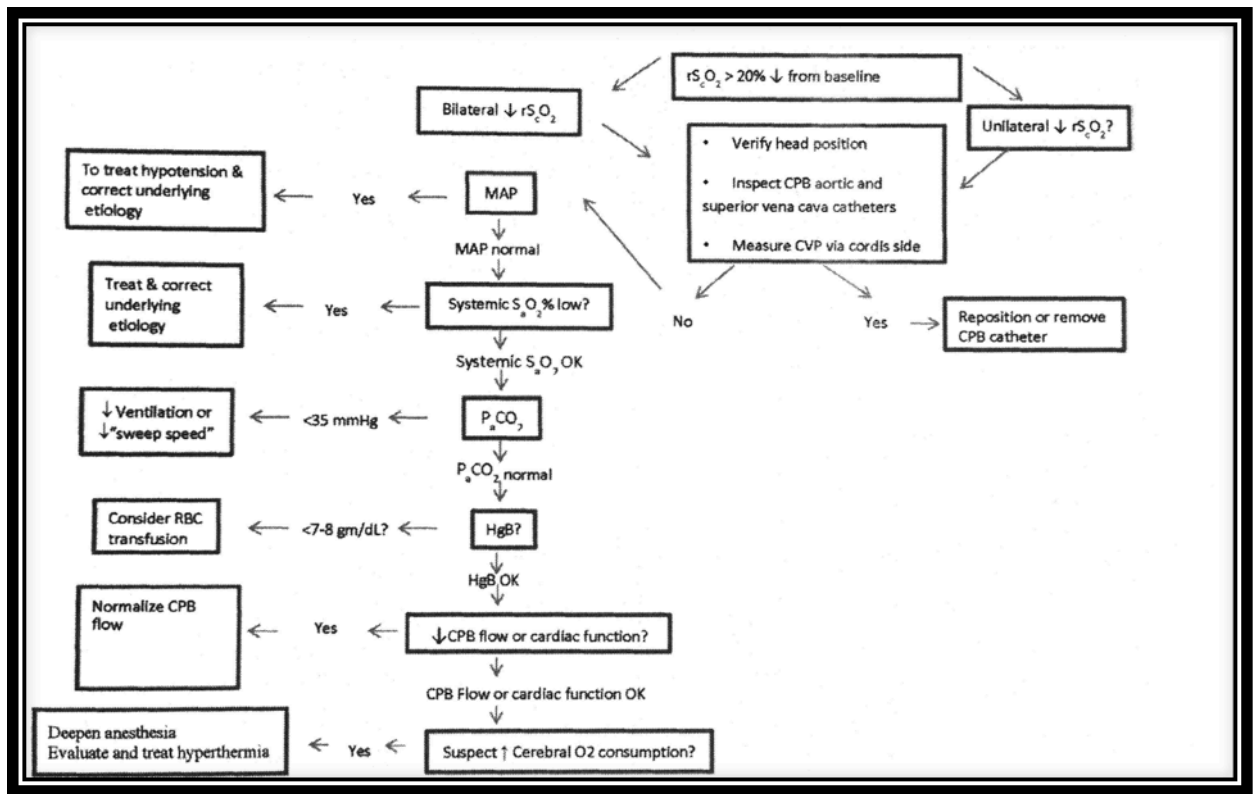 rScO2 > 20% ↓ from baseline
Bilateral ↓ rScO2
Unilateral ↓ rScO2?
• Verify head position
• Inspect CPB aortic and
superior vena cava catheters
• Measure CVP via cordis side
No
Yes
Reposition or remove
CPB catheter
MAP
Yes
To treat hypotension &
correct underlying
etiology
MAP normal
Systemic SaO2% low?
Yes
Treat & correct
underlying
etiology
Systemic SaO2 OK
PaCO2
<35 mmHg
↓ Ventilation or
↓"sweep speed"
PaCO2 normal
HgB?
<7-8 gm/dL?
Consider RBC
transfusion
HgB OK
↓CPB flow or cardiac function?
Yes
Normalize CPB
flow
CPB Flow or cardiac function OK
Suspect ↑ Cerebral O2 consumption?
Yes
Deepen anesthesia
Evaluate and treat hyperthermia